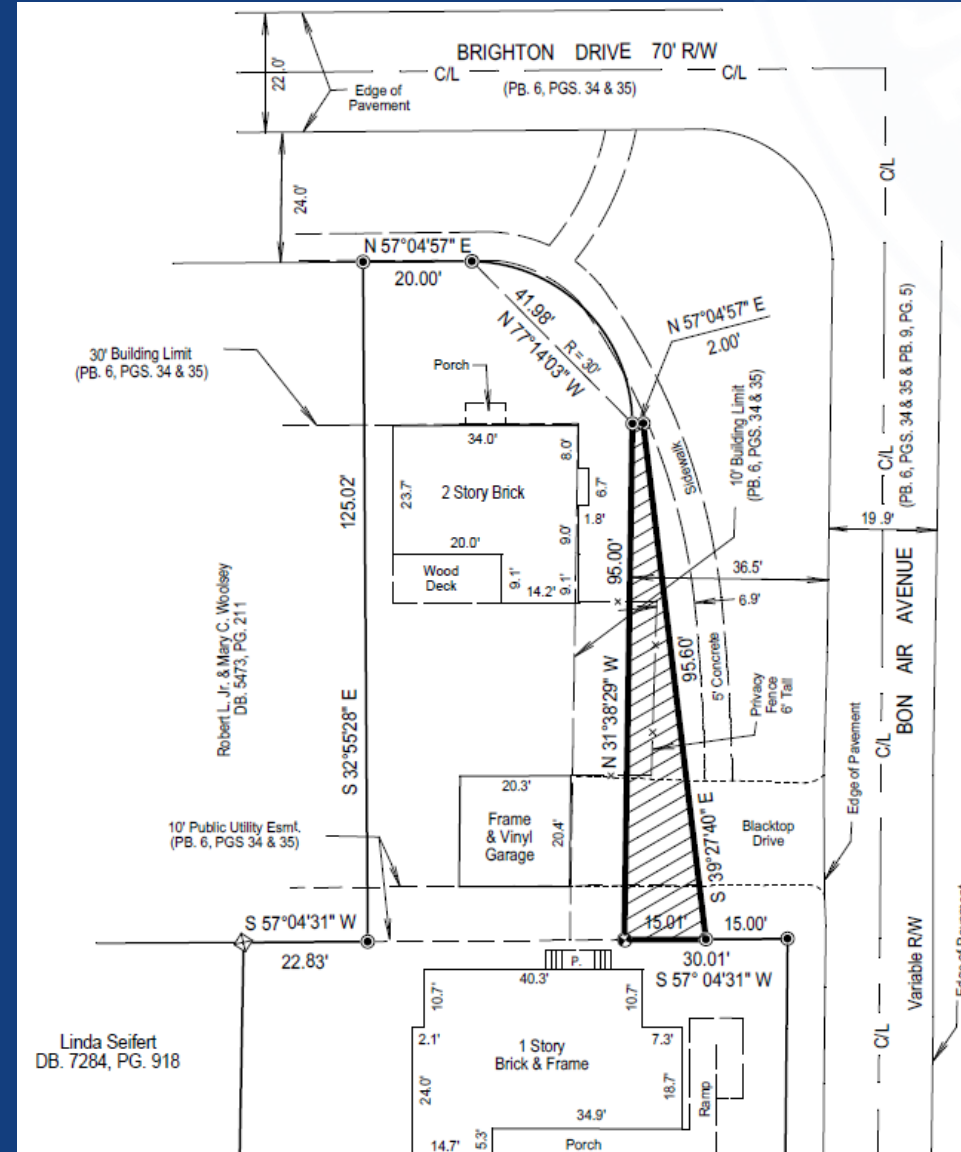 BRIGHTON DRIVE 70' R/W
C/L
C/L
(PB. 6, PGS. 34 & 35)
22.0'
Edge of
Pavement
C/L
24.0'
N 57°04'57" E
20.00'
41.98'
N 77°14'03" W
R = 30'
N 57°04'57" E
2.00'
30' Building Limit
(PB. 6, PGS. 34 & 35)
Porch
10' Building Limit
(PB. 6, PGS. 34 & 35)
C/L
(PB. 6, PGS. 34 & 35 & PB. 9, PG. 5)
34.0'
8.0'
Sidewalk
2 Story Brick
23.7'
6.7'
1.8'
9.0'
125.02'
19.9'
20.0'
Wood
Deck
9.1'
14.2'
9.1'
95.00'
36.5'
6.9'
BON AIR AVENUE
Robert L. Jr. & Mary C. Woolsey
DB. 5473, PG. 211
S 32°55'28" E
N 31°38'29" W
95.60'
5' Concrete
Privacy
Fence
6' Tall
C/L
Edge of Pavement
20.3'
Frame
& Vinyl
Garage
20.4'
S 39°27'40" E
Blacktop
Drive
10' Public Utility Esmt.
(PB. 6, PGS 34 & 35)
S 57°04'31" W
22.83'
15.01'
15.00'
30.01'
S 57° 04'31" W
P.
40.3'
10.7'
10.7'
Variable R/W
Edge of Pavement
Linda Seifert
DB. 7284, PG. 918
2.1'
1 Story
Brick & Frame
7.3'
C/L
24.0'
18.7'
Ramp
34.9'
14.7'
5.3'
Porch